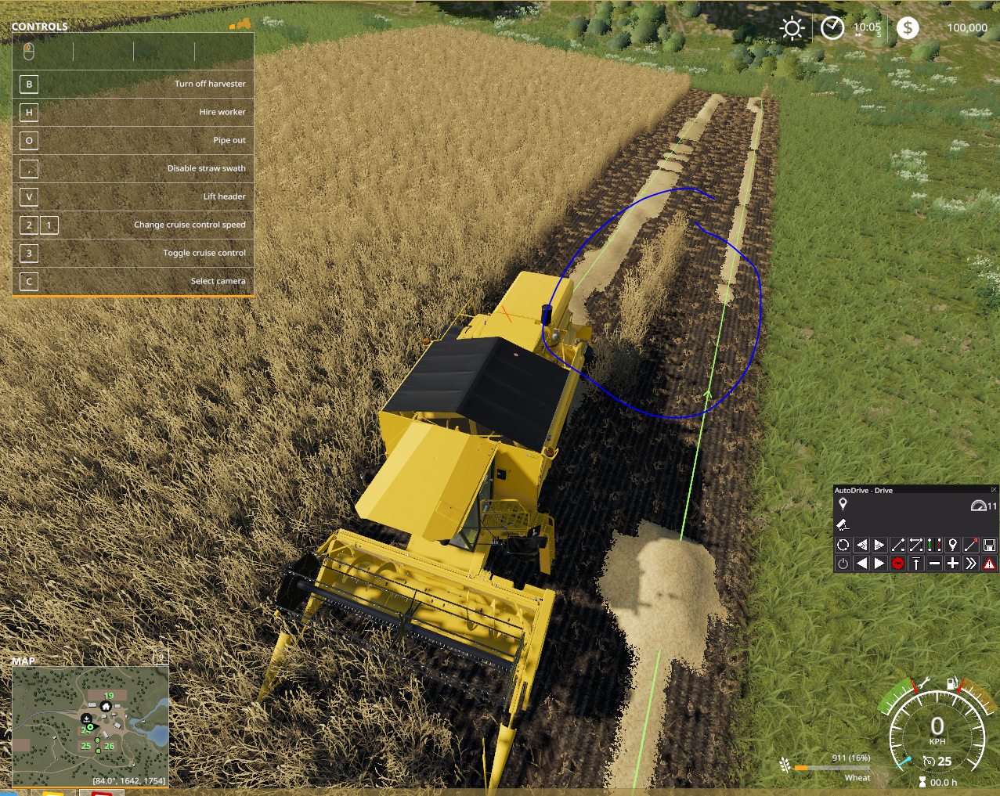 CONTROLS
B Turn off harvester
H Hire worker
O Pipe out
, Disable straw swath
V Lift header
2 1 Change cruise control speed
3 Toggle cruise control
C Select camera
10:05
5
$
100,000
AutoDrive - Drive
11
MAP
19
25 26
[84.0°, 1642, 1754]
0
KPH
25
911 (16%)
Wheat
00.0 h